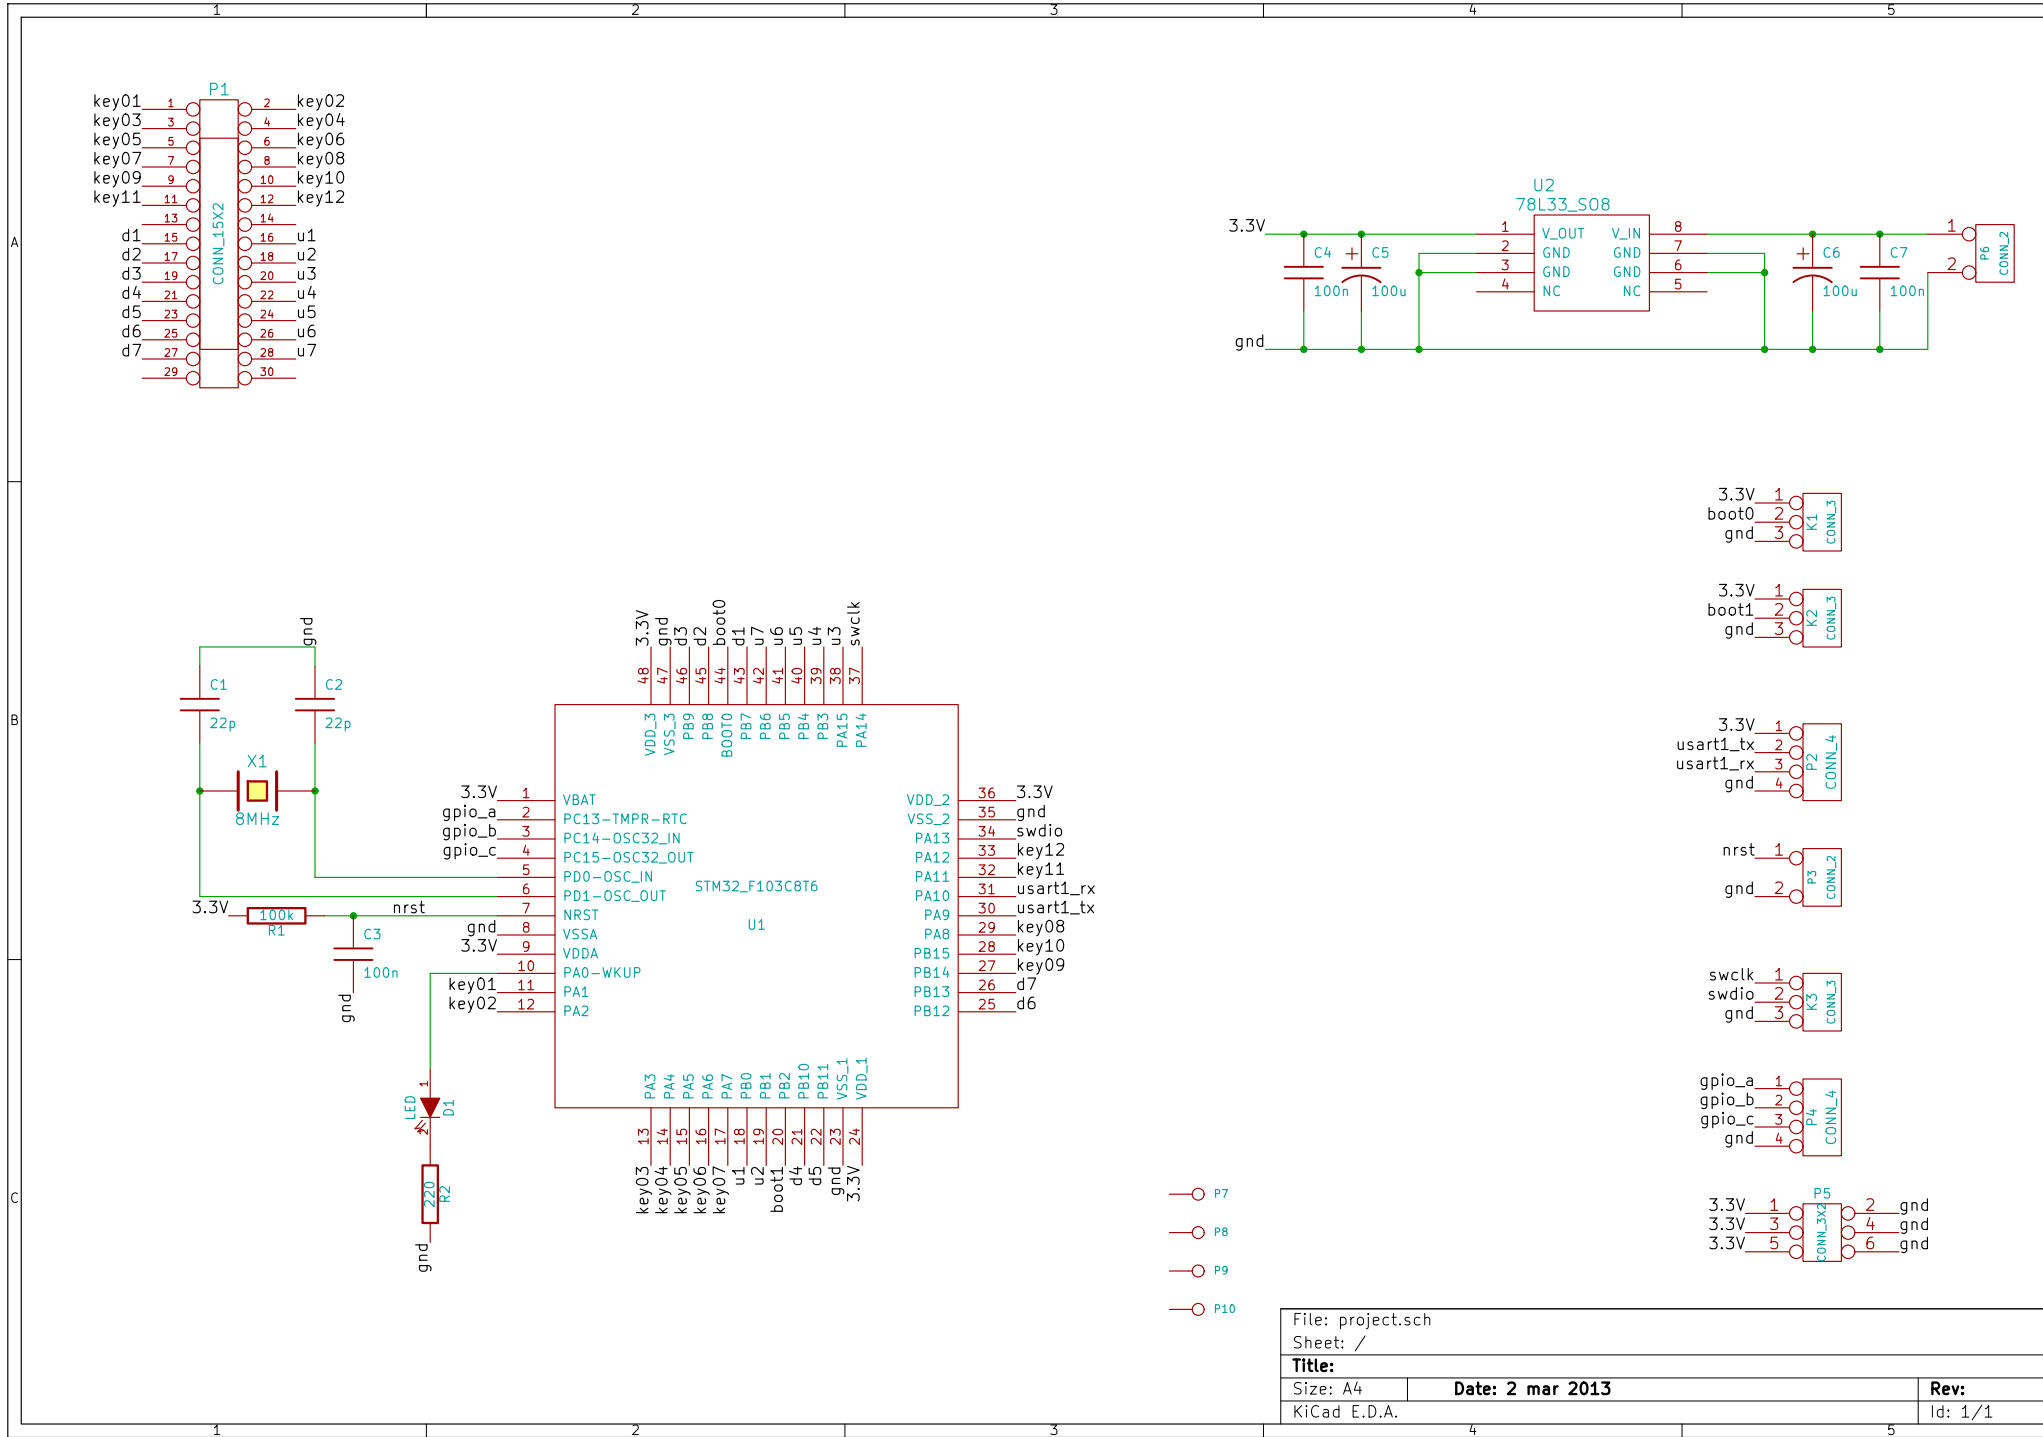 1 2 3 4 5
P1
key01 1 2 key02
key03 3 4 key04
key05 5 6 key06
key07 7 8 key08
key09 9 10 key10
key11 11 12 key12
13 14
d1 15 16 u1
d2 17 18 u2
d3 19 20 u3
d4 21 22 u4
d5 23 24 u5
d6 25 26 u6
d7 27 28 u7
29 30
CONN_15X2
A
U2
78L33_SO8
3.3V
1 V_OUT V_IN 8
2 GND GND 7
3 GND GND 6
4 NC NC 5
C4
100n
+ C5
100u
+ C6
100u
C7
100n
gnd
1
2
P6
CONN_2
3.3V 1
boot0 2
gnd 3
K1
CONN_3
3.3V 1
boot1 2
gnd 3
K2
CONN_3
B
gnd
C1
22p
C2
22p
X1
8MHz
3.3V 48 VDD_3
gnd 47 VSS_3
d3 46 PB9
d2 45 PB8
boot0 44 BOOT0
d1 43 PB7
u7 42 PB6
u6 41 PB5
u5 40 PB4
u4 39 PB3
u3 38 PA15
swclk 37 PA14
3.3V 1 VBAT
gpio_a 2 PC13-TMPR-RTC
gpio_b 3 PC14-OSC32_IN
gpio_c 4 PC15-OSC32_OUT
5 PD0-OSC_IN
6 PD1-OSC_OUT
nrst 7 NRST
gnd 8 VSSA
3.3V 9 VDDA
10 PA0-WKUP
key01 11 PA1
key02 12 PA2
STM32_F103C8T6
U1
VDD_2 36 3.3V
VSS_2 35 gnd
PA13 34 swdio
PA12 33 key12
PA11 32 key11
PA10 31 usart1_rx
PA9 30 usart1_tx
PA8 29 key08
PB15 28 key10
PB14 27 key09
PB13 26 d7
PB12 25 d6
key03 13 PA3
key04 14 PA4
key05 15 PA5
key06 16 PA6
key07 17 PA7
u1 18 PB0
u2 19 PB1
boot1 20 PB2
d4 21 PB10
d5 22 PB11
gnd 23 VSS_1
3.3V 24 VDD_1
3.3V 100k
R1
C3
100n
gnd
1
LED D1
2
220 R2
gnd
3.3V 1
usart1_tx 2
usart1_rx 3
gnd 4
P2
CONN_4
nrst 1
gnd 2
P3
CONN_2
swclk 1
swdio 2
gnd 3
K3
CONN_3
gpio_a 1
gpio_b 2
gpio_c 3
gnd 4
P4
CONN_4
C
P5
3.3V 1 2 gnd
3.3V 3 4 gnd
3.3V 5 6 gnd
CONN_3X2
P7
P8
P9
P10
File: project.sch
Sheet: /
Title:
Size: A4 Date: 2 mar 2013 Rev:
KiCad E.D.A. Id: 1/1
1 2 3 4 5